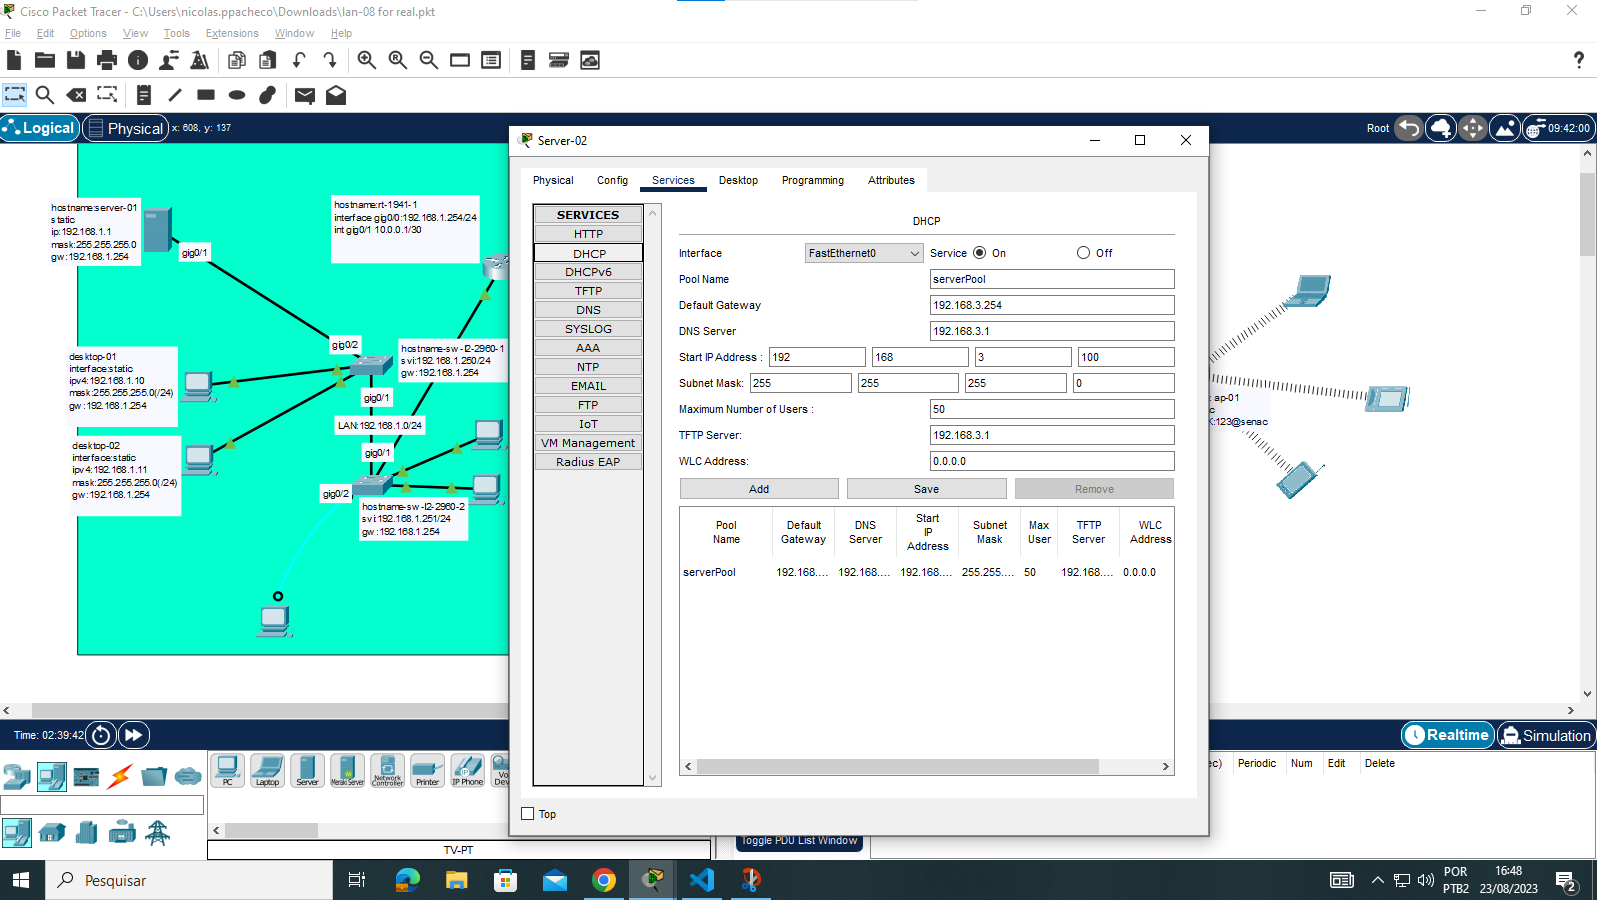 Cisco Packet Tracer - C:\Users\nicolas.ppacheco\Downloads\lan-08 for real.pkt
File Edit Options View Tools Extensions Window Help
?
Logical Physical x: 608, y: 137
Root 09:42:00
hostname:server-01
static
ip:192.168.1.1
mask:255.255.255.0
gw:192.168.1.254
gig0/1
hostname:rt-1941-1
interface gig0/0:192.168.1.254/24
int gig0/1 10.0.0.1/30
gig0/2
hostname-sw-l2-2960-1
svi:192.168.1.250/24
gw:192.168.1.254
desktop-01
interface:static
ipv4:192.168.1.10
mask:255.255.255.0(/24)
gw:192.168.1.254
gig0/1
LAN:192.168.1.0/24
desktop-02
interface:static
ipv4:192.168.1.11
mask:255.255.255.0(/24)
gw:192.168.1.254
gig0/1
gig0/2
hostname-sw-l2-2960-2
svi:192.168.1.251/24
gw:192.168.1.254
Server-02
Physical Config Services Desktop Programming Attributes
SERVICES
HTTP
DHCP
DHCPv6
TFTP
DNS
SYSLOG
AAA
NTP
EMAIL
FTP
IoT
VM Management
Radius EAP
DHCP
Interface FastEthernet0 Service On Off
Pool Name serverPool
Default Gateway 192.168.3.254
DNS Server 192.168.3.1
Start IP Address : 192 168 3 100
Subnet Mask: 255 255 255 0
Maximum Number of Users : 50
TFTP Server: 192.168.3.1
WLC Address: 0.0.0.0
Add Save Remove
Pool Name Default Gateway DNS Server Start IP Address Subnet Mask Max User TFTP Server WLC Address
serverPool 192.168.... 192.168.... 192.168.... 255.255.... 50 192.168.... 0.0.0.0
Top
ap-01
K:123@senac
Time: 02:39:42
Realtime Simulation
PC Laptop Server Meraki Server Network Controller Printer IP Phone
TV-PT
Periodic Num Edit Delete
Toggle PDU List Window
Pesquisar
POR
PTB2
16:48
23/08/2023
2